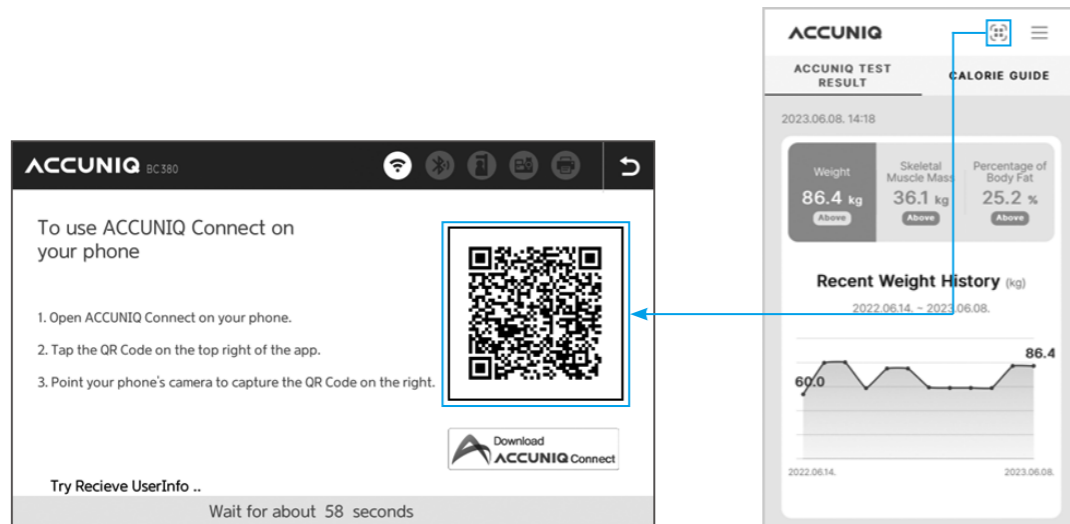 ACCUNIQ BC380
To use ACCUNIQ Connect on
your phone
1. Open ACCUNIQ Connect on your phone.
2. Tap the QR Code on the top right of the app.
3. Point your phone's camera to capture the QR Code on the right.
Download
ACCUNIQ Connect
Try Recieve UserInfo ..
Wait for about 58 seconds
ACCUNIQ
ACCUNIQ TEST
RESULT
CALORIE GUIDE
2023.06.08. 14:18
Weight
86.4 kg
Above
Skeletal
Muscle Mass
36.1 kg
Above
Percentage of
Body Fat
25.2 %
Above
Recent Weight History (kg)
2022.06.14. ~ 2023.06.08.
86.4
60.0
2022.06.14.
2023.06.08.